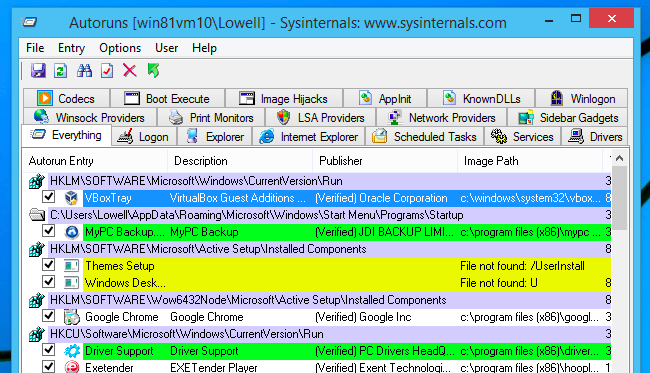 Autoruns [win81vm10\Lowell] - Sysinternals: www.sysinternals.com
File Entry Options User Help
Codecs Boot Execute Image Hijacks AppInit KnownDLLs Winlogon
Winsock Providers Print Monitors LSA Providers Network Providers Sidebar Gadgets
Everything Logon Explorer Internet Explorer Scheduled Tasks Services Drivers
Autorun Entry Description Publisher Image Path
HKLM\SOFTWARE\Microsoft\Windows\CurrentVersion\Run 3
VBoxTray VirtualBox Guest Additions ... (Verified) Oracle Corporation c:\windows\system32\vbox... 8
C:\Users\Lowell\AppData\Roaming\Microsoft\Windows\Start Menu\Programs\Startup 3
MyPC Backup.... MyPC Backup (Verified) JDI BACKUP LIMI... c:\program files (x86)\mypc ... 3
HKLM\SOFTWARE\Microsoft\Active Setup\Installed Components 8
Themes Setup File not found: /UserInstall
Windows Desk... File not found: U 8
HKLM\SOFTWARE\Wow6432Node\Microsoft\Active Setup\Installed Components 3
Google Chrome Google Chrome (Verified) Google Inc c:\program files (x86)\googl... 3
HKCU\Software\Microsoft\Windows\CurrentVersion\Run 3
Driver Support Driver Support (Verified) PC Drivers HeadQ... c:\program files (x86)\driver... 3
Exetender EXETender Player (Verified) Exent Technologi... c:\program files (x86)\hoopl... 3